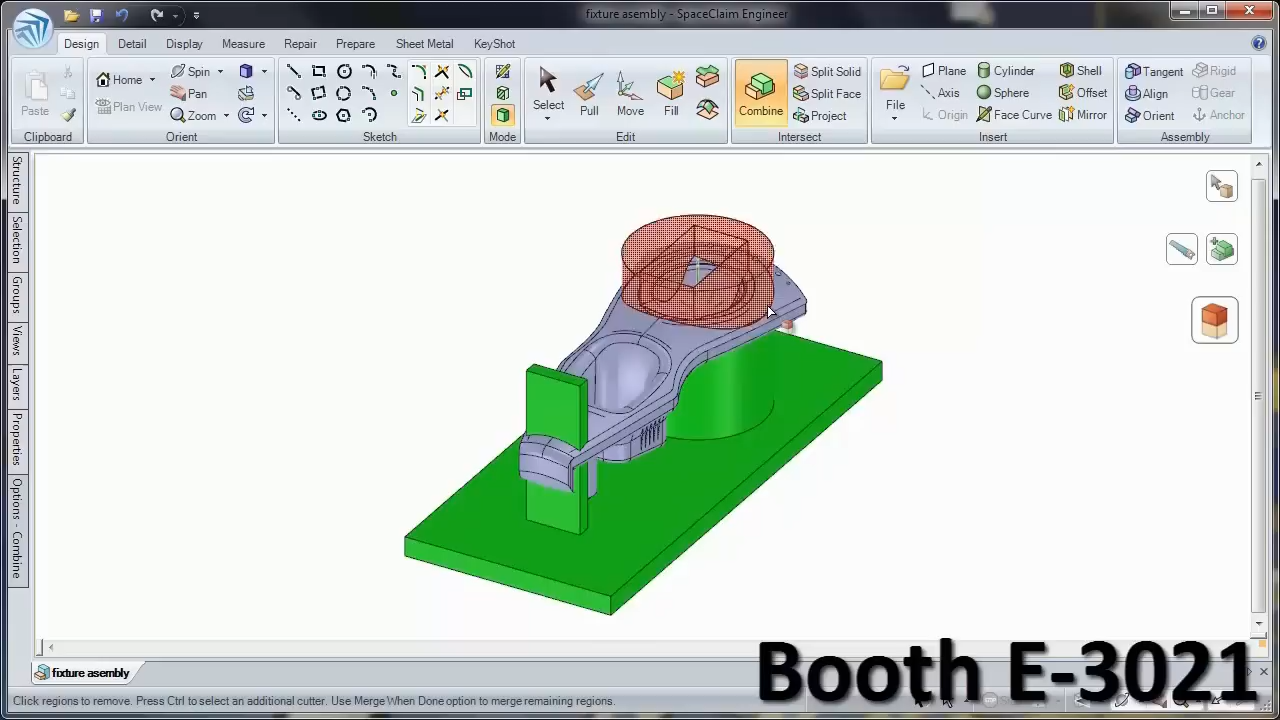 fixture asembly - SpaceClaim Engineer
Design Detail Display Measure Repair Prepare Sheet Metal KeyShot
Home Spin Split Solid Plane Cylinder Shell Tangent Rigid
Plan View Pan Split Face Axis Sphere Offset Align Gear
Zoom Project Origin Face Curve Mirror Orient Anchor
Paste Select Pull Move Fill Combine File
Clipboard Orient Sketch Mode Edit Intersect Insert Assembly
Structure
Selection
Groups
Views
Layers
Properties
Options - Combine
fixture asembly
Booth E-3021
Click regions to remove. Press Ctrl to select an additional cutter. Use Merge When Done option to merge remaining regions.